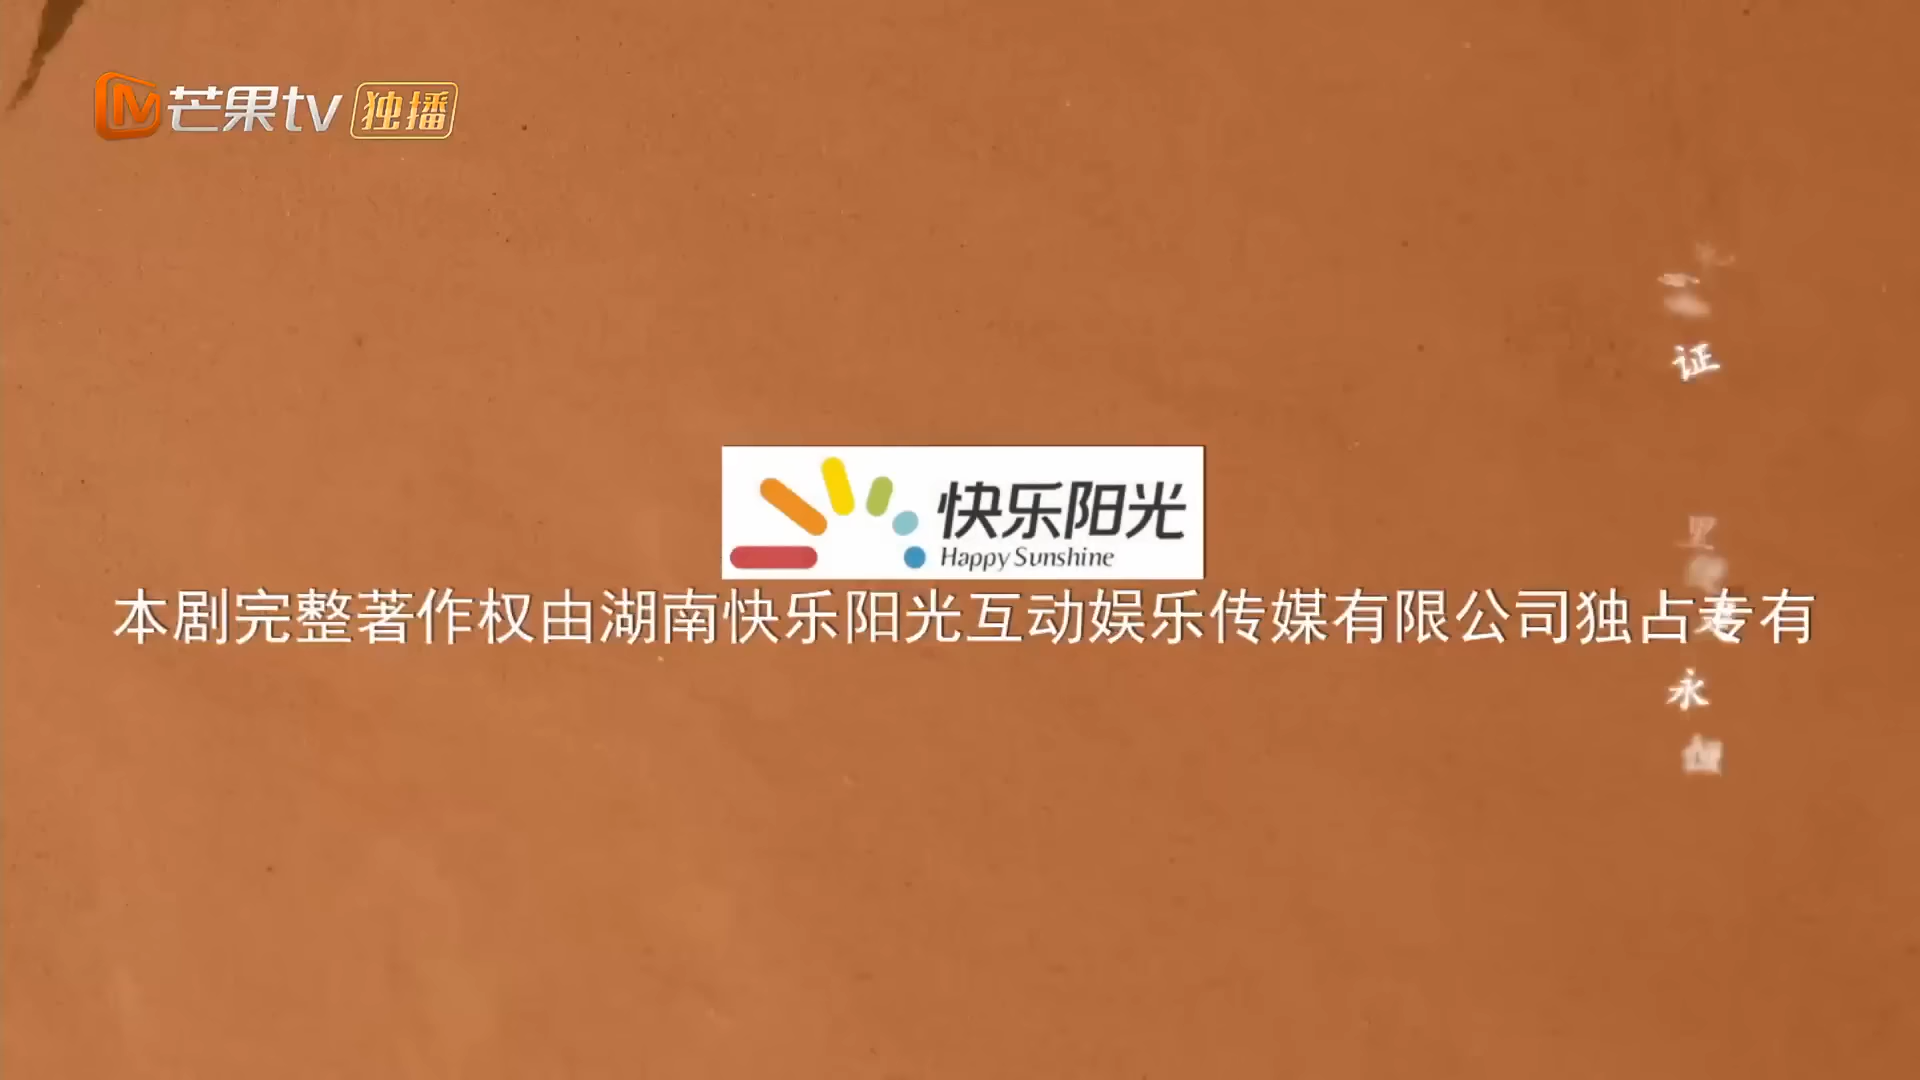 芒果tv 独播
快乐阳光
Happy Sunshine
本剧完整著作权由湖南快乐阳光互动娱乐传媒有限公司独占专有
证
永